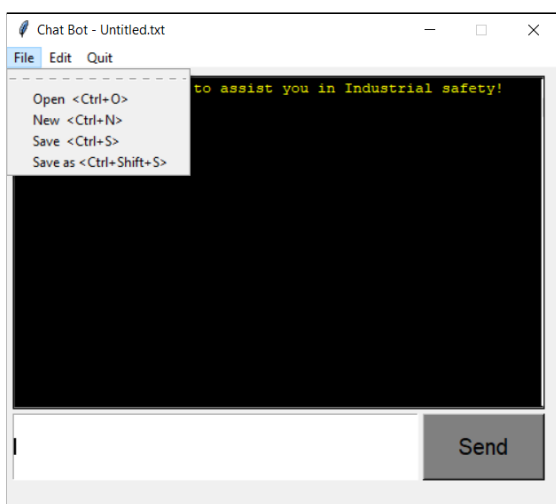 Chat Bot - Untitled.txt
File Edit Quit
to assist you in Industrial safety!
Open <Ctrl+O>
New <Ctrl+N>
Save <Ctrl+S>
Save as <Ctrl+Shift+S>
Send